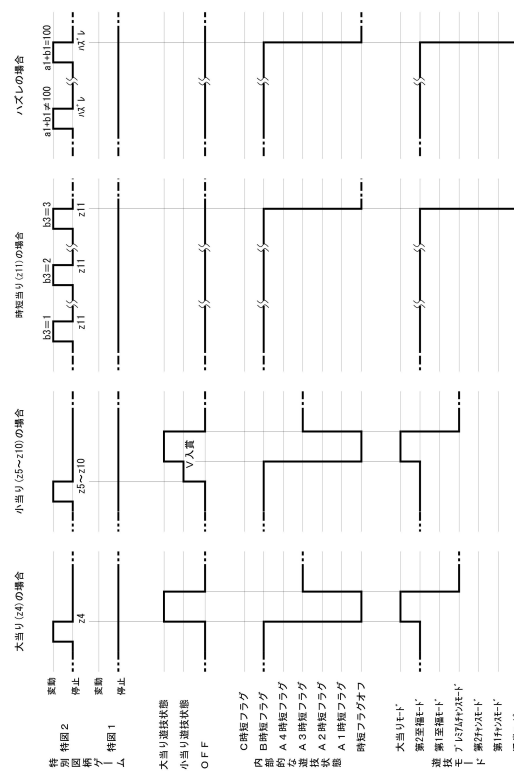 大当り(z4)の場合
小当り(z5～z10)の場合
時短当り(z11)の場合
ハズレの場合
特別図柄ゲーム
特図2
変動
停止
z4
z5～z10
b3＝1
z11
b3＝2
z11
b3＝3
z11
a1+b1≠100
ハズレ
a1+b1=100
ハズレ
特図1
変動
停止
大当り遊技状態
小当り遊技状態
OFF
V入賞
内部的な遊技状態
C時短フラグ
B時短フラグ
A4時短フラグ
A3時短フラグ
A2時短フラグ
A1時短フラグ
時短フラグオフ
遊技モード
大当りモード
第2至福モード
第1至福モード
プレミアムチャンスモード
第2チャンスモード
第1チャンスモード